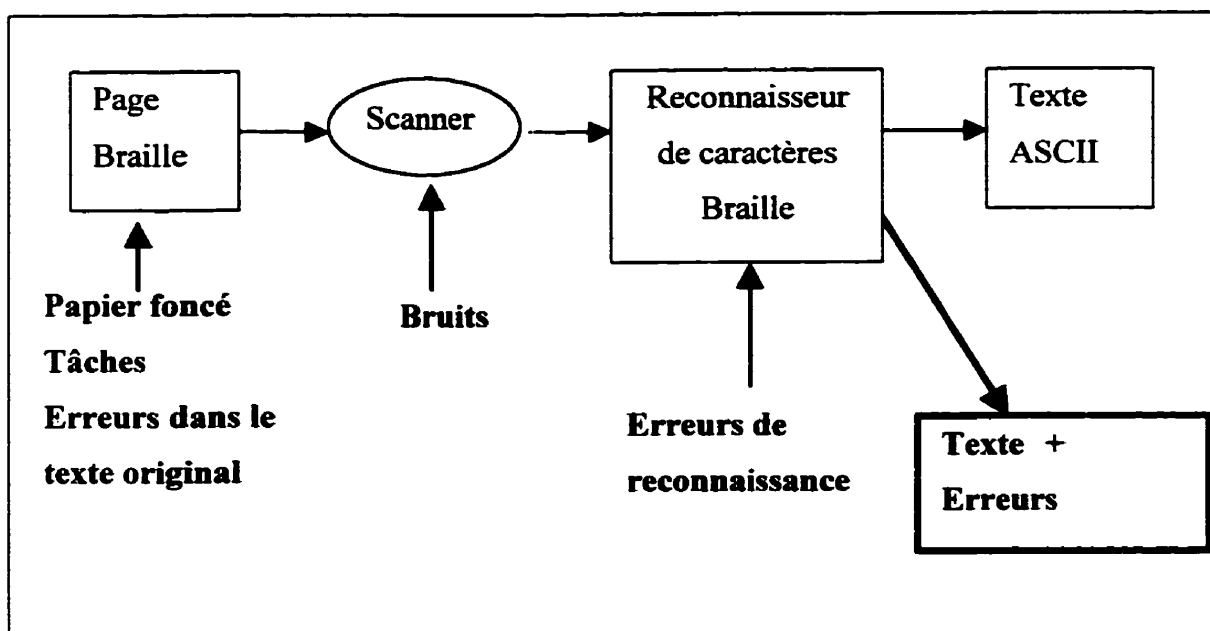 Page
Braille
Scanner
Reconnaisseur
de caractères
Braille
Texte
ASCII
Papier foncé
Tâches
Erreurs dans le
texte original
Bruits
Erreurs de
reconnaissance
Texte +
Erreurs